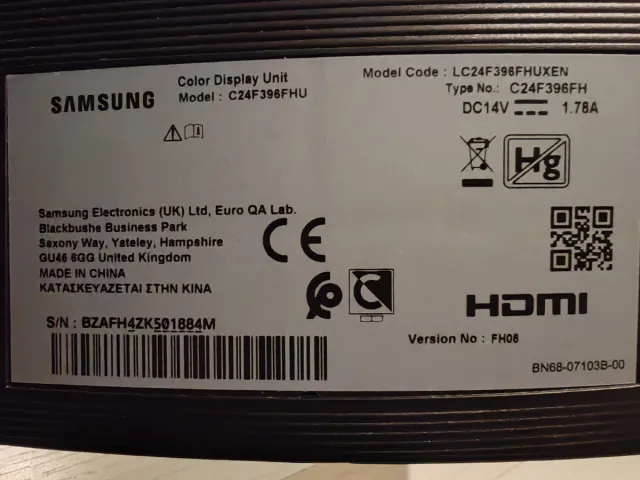 SAMSUNG
Color Display Unit
Model : C24F396FHU
Model Code : LC24F396FHUXEN
Type No.: C24F396FH
DC14V ⎓ 1.78A
Hg
Samsung Electronics (UK) Ltd, Euro QA Lab.
Blackbushe Business Park
Saxony Way, Yateley, Hampshire
GU46 6GG United Kingdom
MADE IN CHINA
ΚΑΤΑΣΚΕΥΑΖΕΤΑΙ ΣΤΗΝ ΚΙΝΑ
CE
S/N : BZAFH4ZK501884M
HDMI
Version No : FH08
BN68-07103B-00